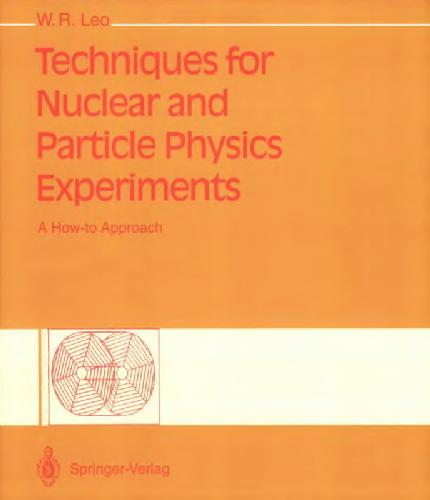 W. R. Leo
Techniques for
Nuclear and
Particle Physics
Experiments
A How-to Approach
Springer-Verlag